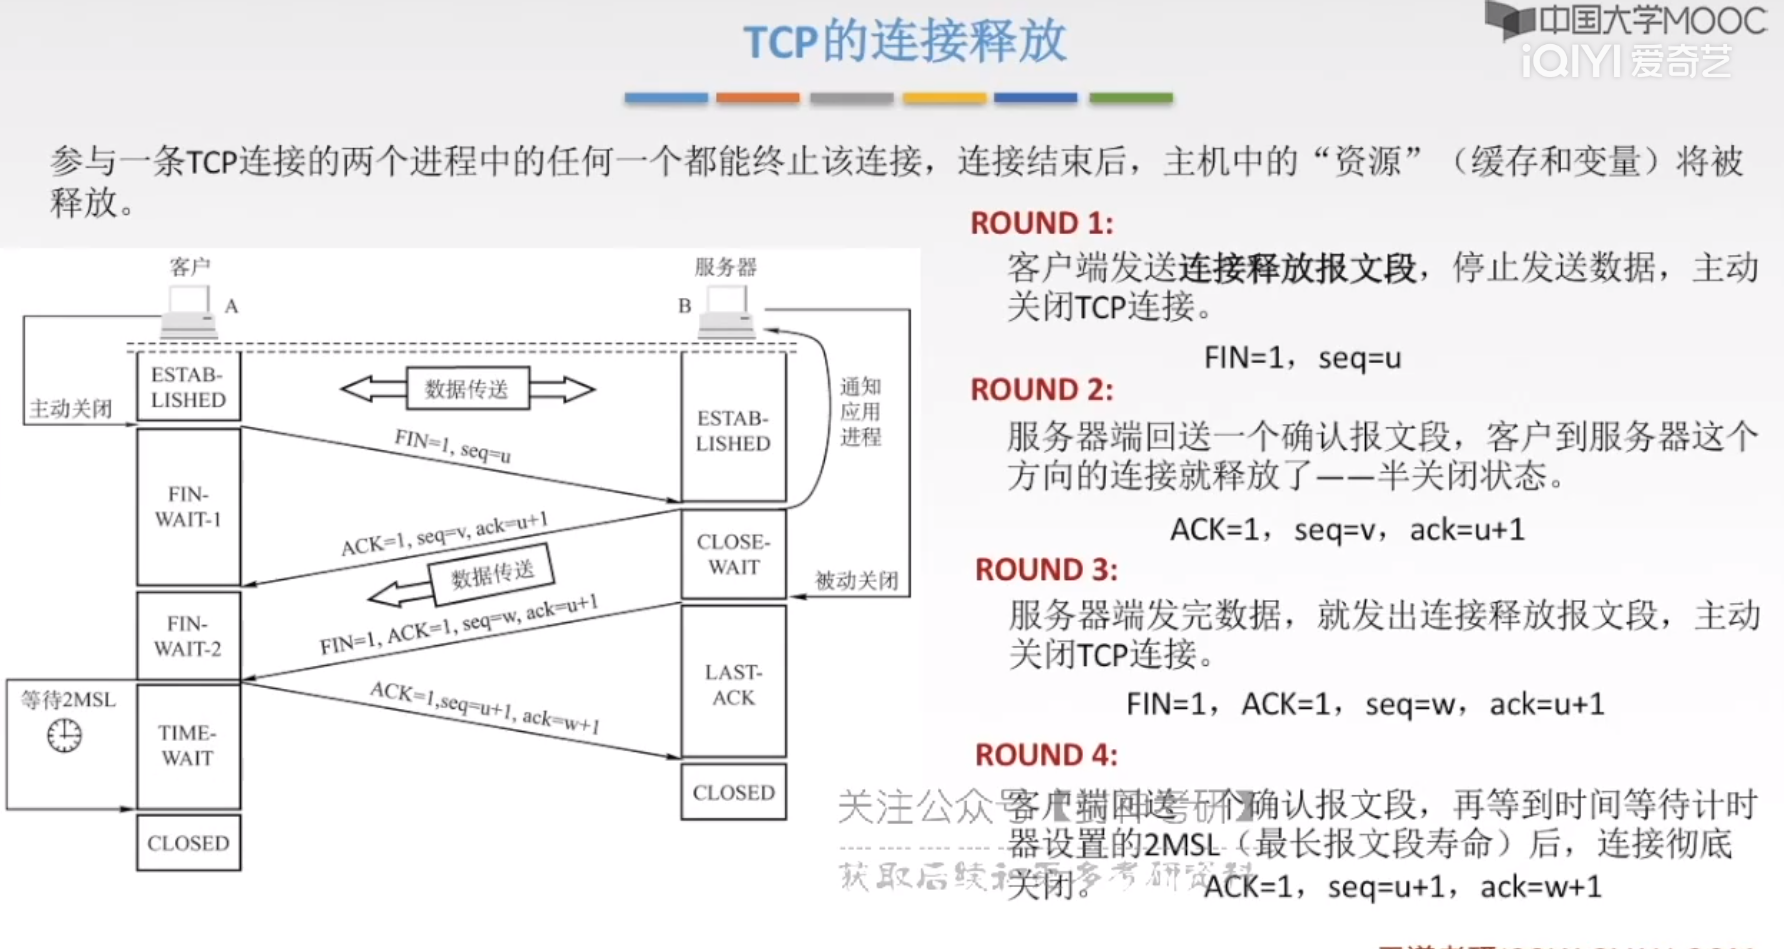 TCP的连接释放
中国大学MOOC
iQIYI 爱奇艺
参与一条TCP连接的两个进程中的任何一个都能终止该连接，连接结束后，主机中的“资源”（缓存和变量）将被
释放。
客户
A
服务器
B
主动关闭
ESTAB-
LISHED
数据传送
ESTAB-
LISHED
通知
应用
进程
FIN=1, seq=u
FIN-
WAIT-1
ACK=1, seq=v, ack=u+1
CLOSE-
WAIT
数据传送
被动关闭
FIN-
WAIT-2
FIN=1, ACK=1, seq=w, ack=u+1
等待2MSL
LAST-
ACK
ACK=1,seq=u+1, ack=w+1
TIME-
WAIT
CLOSED
CLOSED
ROUND 1:
客户端发送连接释放报文段，停止发送数据，主动
关闭TCP连接。
FIN=1，seq=u
ROUND 2:
服务器端回送一个确认报文段，客户到服务器这个
方向的连接就释放了——半关闭状态。
ACK=1，seq=v，ack=u+1
ROUND 3:
服务器端发完数据，就发出连接释放报文段，主动
关闭TCP连接。
FIN=1，ACK=1，seq=w，ack=u+1
ROUND 4:
客户端回送一个确认报文段，再等到时间等待计时
器设置的2MSL（最长报文段寿命）后，连接彻底
关闭。
ACK=1，seq=u+1，ack=w+1
关注公众号